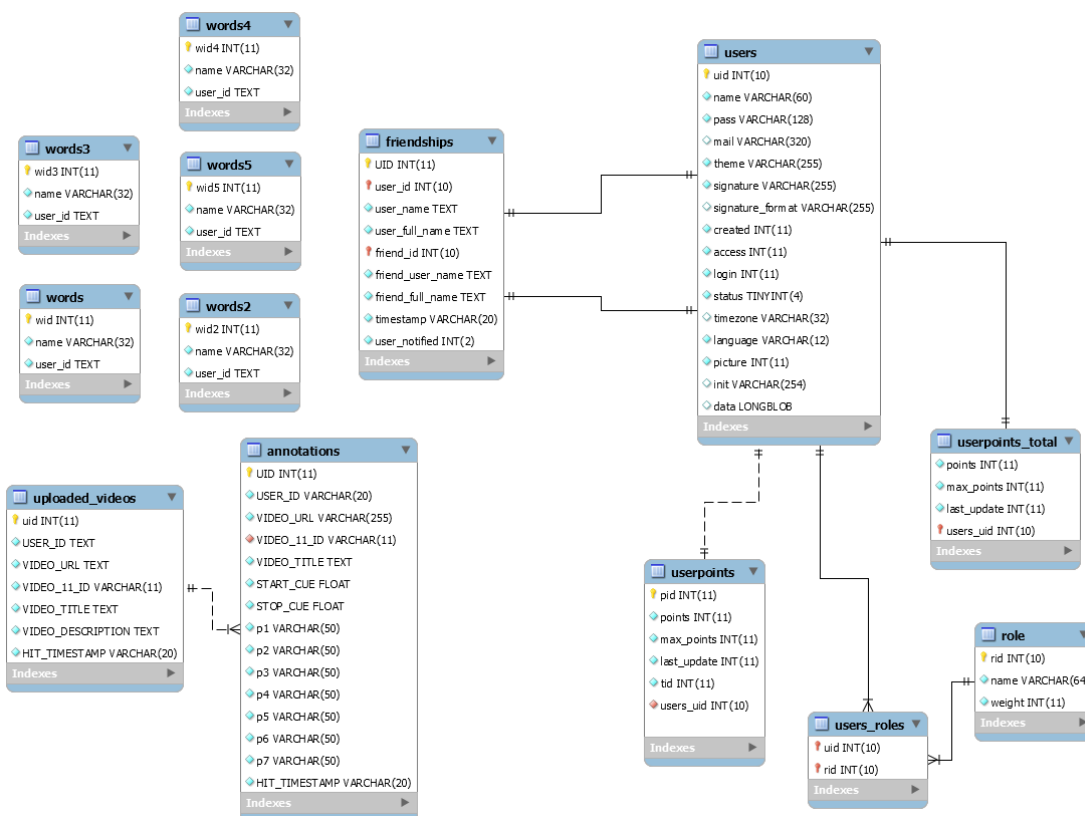 words4
wid4 INT(11)
name VARCHAR(32)
user_id TEXT
Indexes
words3
wid3 INT(11)
name VARCHAR(32)
user_id TEXT
Indexes
words5
wid5 INT(11)
name VARCHAR(32)
user_id TEXT
Indexes
words
wid INT(11)
name VARCHAR(32)
user_id TEXT
Indexes
words2
wid2 INT(11)
name VARCHAR(32)
user_id TEXT
Indexes
friendships
UID INT(11)
user_id INT(10)
user_name TEXT
user_full_name TEXT
friend_id INT(10)
friend_user_name TEXT
friend_full_name TEXT
timestamp VARCHAR(20)
user_notified INT(2)
Indexes
users
uid INT(10)
name VARCHAR(60)
pass VARCHAR(128)
mail VARCHAR(320)
theme VARCHAR(255)
signature VARCHAR(255)
signature_format VARCHAR(255)
created INT(11)
access INT(11)
login INT(11)
status TINYINT(4)
timezone VARCHAR(32)
language VARCHAR(12)
picture INT(11)
init VARCHAR(254)
data LONGBLOB
Indexes
uploaded_videos
uid INT(11)
USER_ID TEXT
VIDEO_URL TEXT
VIDEO_11_ID VARCHAR(11)
VIDEO_TITLE TEXT
VIDEO_DESCRIPTION TEXT
HIT_TIMESTAMP VARCHAR(20)
Indexes
annotations
UID INT(11)
USER_ID VARCHAR(20)
VIDEO_URL VARCHAR(255)
VIDEO_11_ID VARCHAR(11)
VIDEO_TITLE TEXT
START_CUE FLOAT
STOP_CUE FLOAT
p1 VARCHAR(50)
p2 VARCHAR(50)
p3 VARCHAR(50)
p4 VARCHAR(50)
p5 VARCHAR(50)
p6 VARCHAR(50)
p7 VARCHAR(50)
HIT_TIMESTAMP VARCHAR(20)
Indexes
userpoints_total
points INT(11)
max_points INT(11)
last_update INT(11)
users_uid INT(10)
Indexes
userpoints
pid INT(11)
points INT(11)
max_points INT(11)
last_update INT(11)
tid INT(11)
users_uid INT(10)
Indexes
role
rid INT(10)
name VARCHAR(64
weight INT(11)
Indexes
users_roles
uid INT(10)
rid INT(10)
Indexes